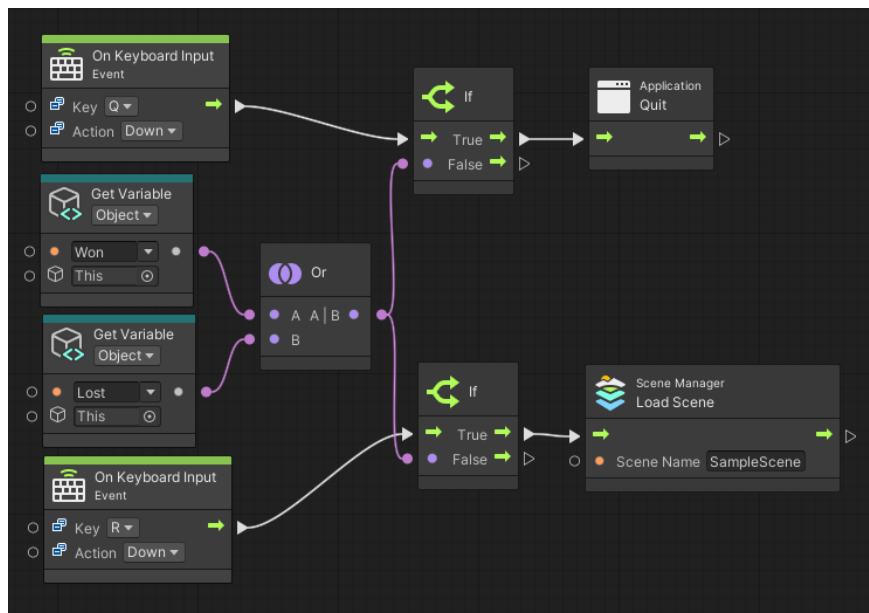 On Keyboard Input
Event
Key Q
Action Down
If
True
False
Application
Quit
Get Variable
Object
Won
This
Or
A A|B
B
Get Variable
Object
Lost
This
If
True
False
Scene Manager
Load Scene
Scene Name SampleScene
On Keyboard Input
Event
Key R
Action Down